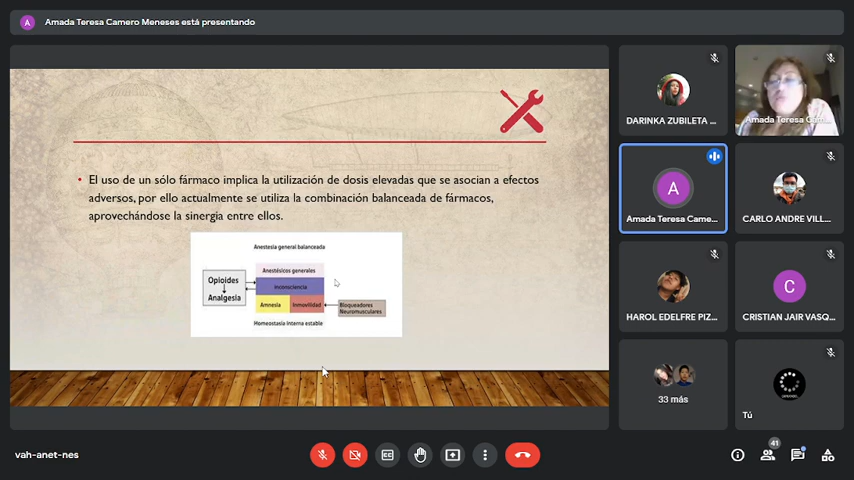 A
Amada Teresa Camero Meneses está presentando
• El uso de un sólo fármaco implica la utilización de dosis elevadas que se asocian a efectos
adversos, por ello actualmente se utiliza la combinación balanceada de fármacos,
aprovechándose la sinergia entre ellos.
Anestesia general balanceada
Anestésicos generales
Opioides
Inconsciencia
Analgesia
Amnesia
Inmovilidad
Bloqueadores
Neuromusculares
Homeostasia interna estable
DARINKA ZUBILETA ...
Amada Teresa Cam...
A
Amada Teresa Came...
CARLO ANDRE VILL...
HAROL EDELFRE PIZ...
C
CRISTIAN JAIR VASQ...
33 más
Tú
vah-anet-nes
41